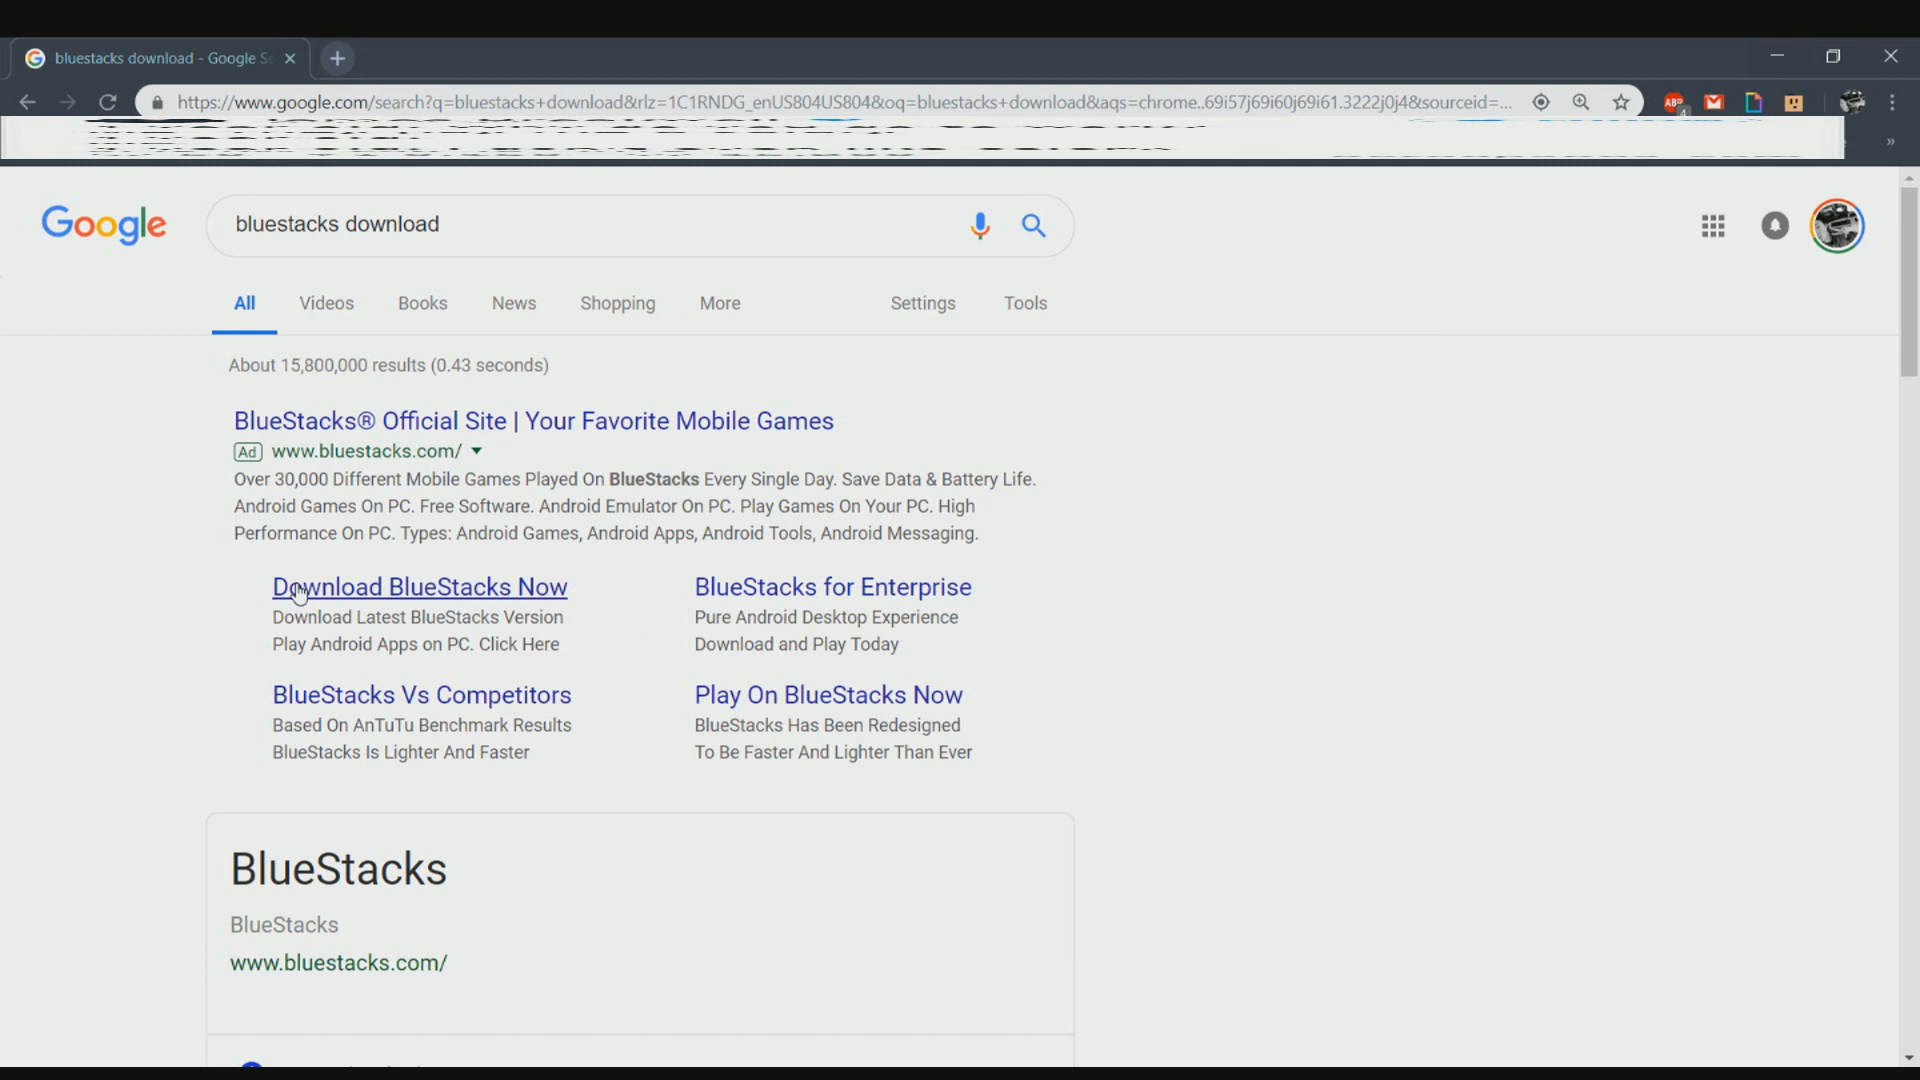 bluestacks download - Google S
https://www.google.com/search?q=bluestacks+download&rlz=1C1RNDG_enUS804US804&oq=bluestacks+download&aqs=chrome..69i57j69i60j69i61.3222j0j4&sourceid=...
ABP
4
Google
bluestacks download
All Videos Books News Shopping More Settings Tools
About 15,800,000 results (0.43 seconds)
BlueStacks® Official Site | Your Favorite Mobile Games
Ad www.bluestacks.com/
Over 30,000 Different Mobile Games Played On BlueStacks Every Single Day. Save Data & Battery Life.
Android Games On PC. Free Software. Android Emulator On PC. Play Games On Your PC. High
Performance On PC. Types: Android Games, Android Apps, Android Tools, Android Messaging.
Download BlueStacks Now
Download Latest BlueStacks Version
Play Android Apps on PC. Click Here
BlueStacks for Enterprise
Pure Android Desktop Experience
Download and Play Today
BlueStacks Vs Competitors
Based On AnTuTu Benchmark Results
BlueStacks Is Lighter And Faster
Play On BlueStacks Now
BlueStacks Has Been Redesigned
To Be Faster And Lighter Than Ever
BlueStacks
BlueStacks
www.bluestacks.com/